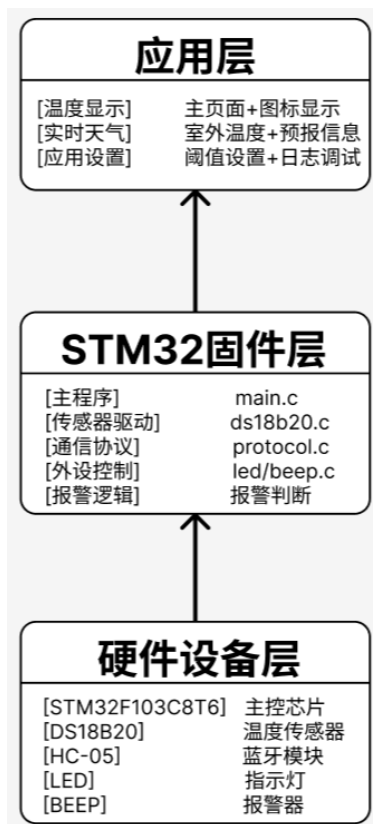 应用层
[温度显示] 主页面+图标显示
[实时天气] 室外温度+预报信息
[应用设置] 阈值设置+日志调试
STM32固件层
[主程序] main.c
[传感器驱动] ds18b20.c
[通信协议] protocol.c
[外设控制] led/beep.c
[报警逻辑] 报警判断
硬件设备层
[STM32F103C8T6] 主控芯片
[DS18B20] 温度传感器
[HC-05] 蓝牙模块
[LED] 指示灯
[BEEP] 报警器